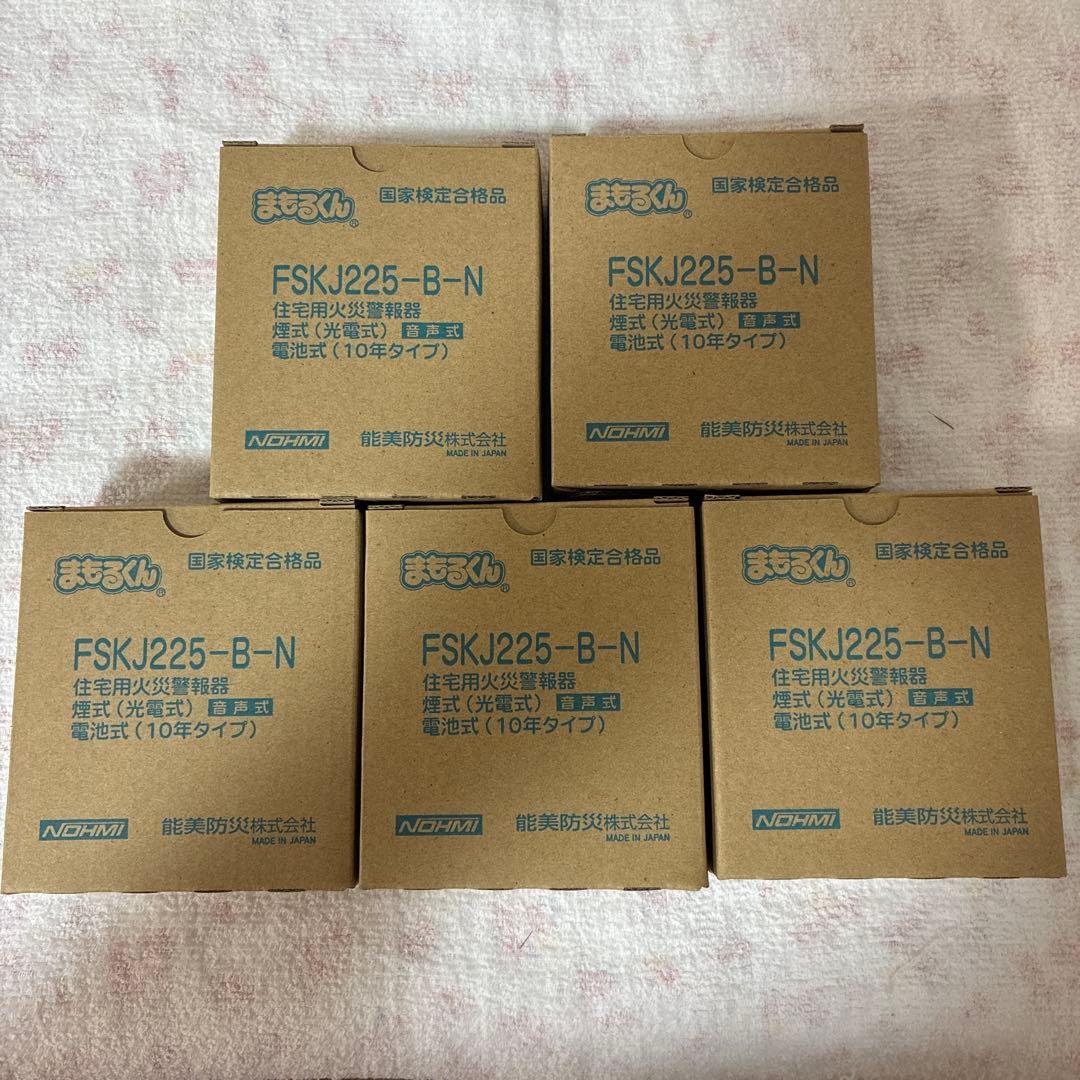 まもるくん® 国家検定合格品
FSKJ225-B-N
住宅用火災警報器
煙式(光電式) 音声式
電池式(10年タイプ)
NOHMI 能美防災株式会社
MADE IN JAPAN
まもるくん® 国家検定合格品
FSKJ225-B-N
住宅用火災警報器
煙式(光電式) 音声式
電池式(10年タイプ)
NOHMI 能美防災株式会社
MADE IN JAPAN
まもるくん® 国家検定合格品
FSKJ225-B-N
住宅用火災警報器
煙式(光電式) 音声式
電池式(10年タイプ)
NOHMI 能美防災株式会社
MADE IN JAPAN
まもるくん® 国家検定合格品
FSKJ225-B-N
住宅用火災警報器
煙式(光電式) 音声式
電池式(10年タイプ)
NOHMI 能美防災株式会社
MADE IN JAPAN
まもるくん® 国家検定合格品
FSKJ225-B-N
住宅用火災警報器
煙式(光電式) 音声式
電池式(10年タイプ)
NOHMI 能美防災株式会社
MADE IN JAPAN